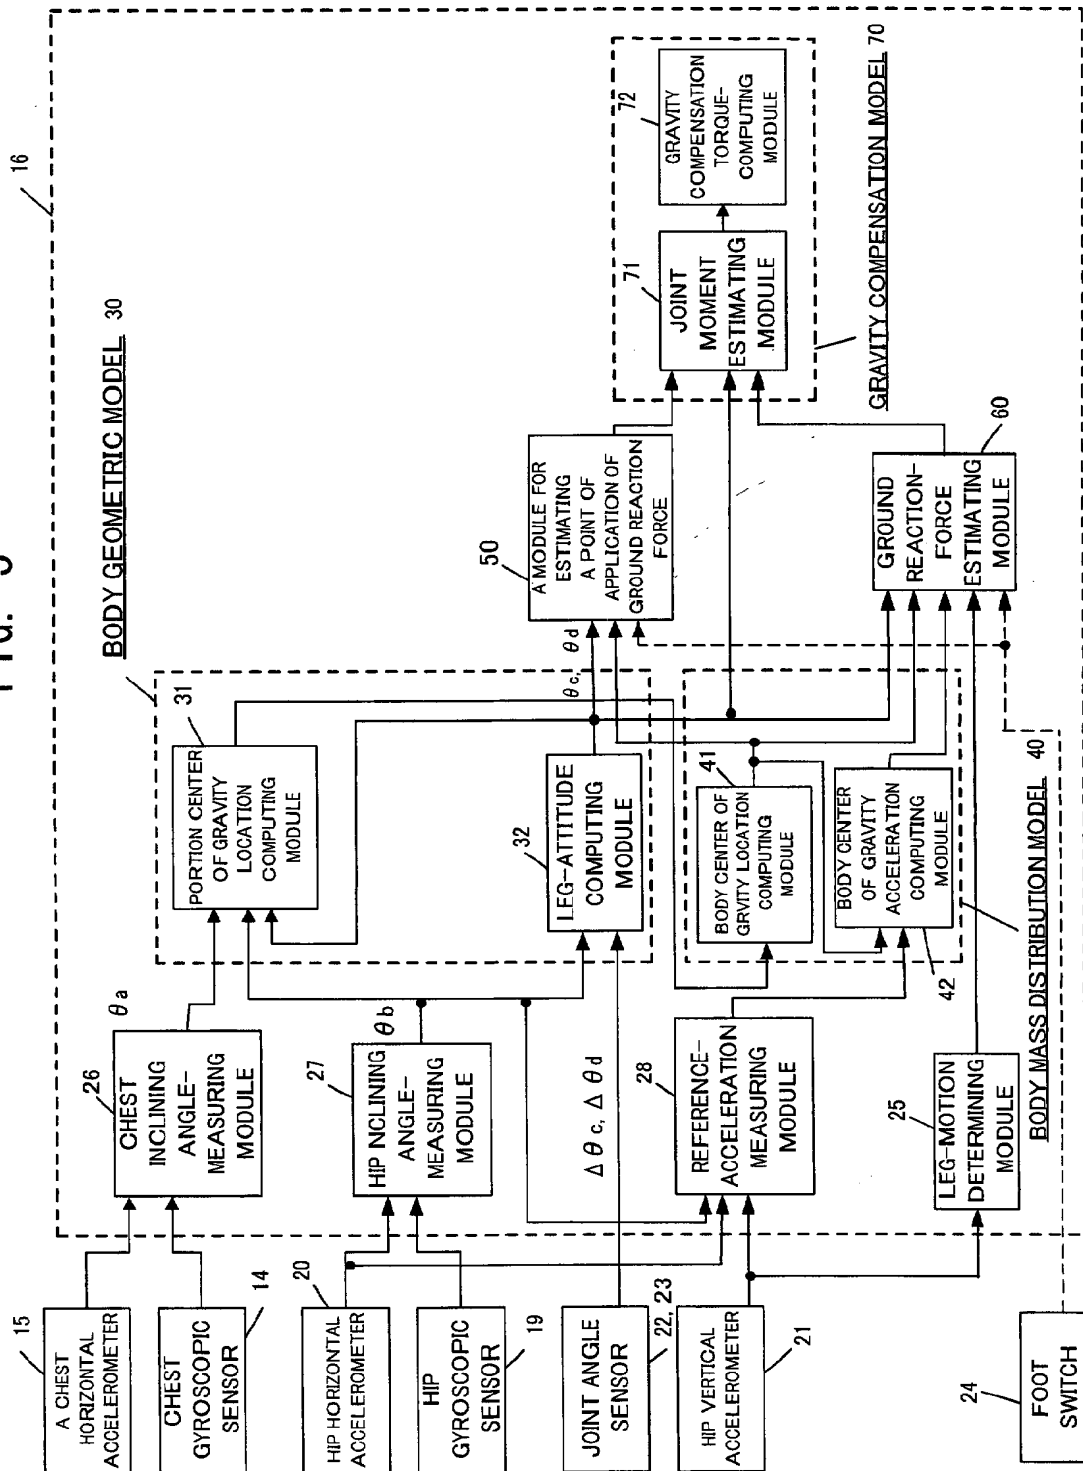 16
BODY GEOMETRIC MODEL 30
15
A CHEST
HORIZONTAL
ACCELEROMETER
CHEST
GYROSCOPIC
SENSOR
14
20
HIP HORIZONTAL
ACCELEROMETER
HIP
GYROSCOPIC
SENSOR
19
JOINT ANGLE
SENSOR
22, 23
HIP VERTICAL
ACCELEROMETER
21
24
FOOT
SWITCH
26
CHEST
INCLINING
ANGLE-
MEASURING
MODULE
θa
27
HIP NCLINING
ANGLE-
MEASURING
MODULE
θb
Δθc, Δθd
28
REFERENCE-
ACCELERATION
MEASURING
MODULE
25
LEG-MOTION
DETERMINING
MODULE
31
PORTION CENTER
OF GRAVITY
LOCATION
COMPUTING
MODULE
32
LEG-ATTITUDE
COMPUTING
MODULE
θc, θd
41
BODY CENTER OF
GRVITY LOCATION
COMPUTING
MODULE
BODY CENTER
OF GRAVITY
ACCELERATION
COMPUTING
MODULE
42
BODY MASS DISTRIBUTION MODEL 40
50
A MODULE FOR
ESTIMATING
A POINT OF
APPLICATION OF
GROUND REACTION
FORCE
GROUND
REACTION-
FORCE
ESTIMATING
MODULE
60
71
JOINT
MOMENT
ESTIMATING
MODULE
72
GRAVITY
COMPENSATION
TORQUE-
COMPUTING
MODULE
GRAVITY COMPENSATION MODEL 70